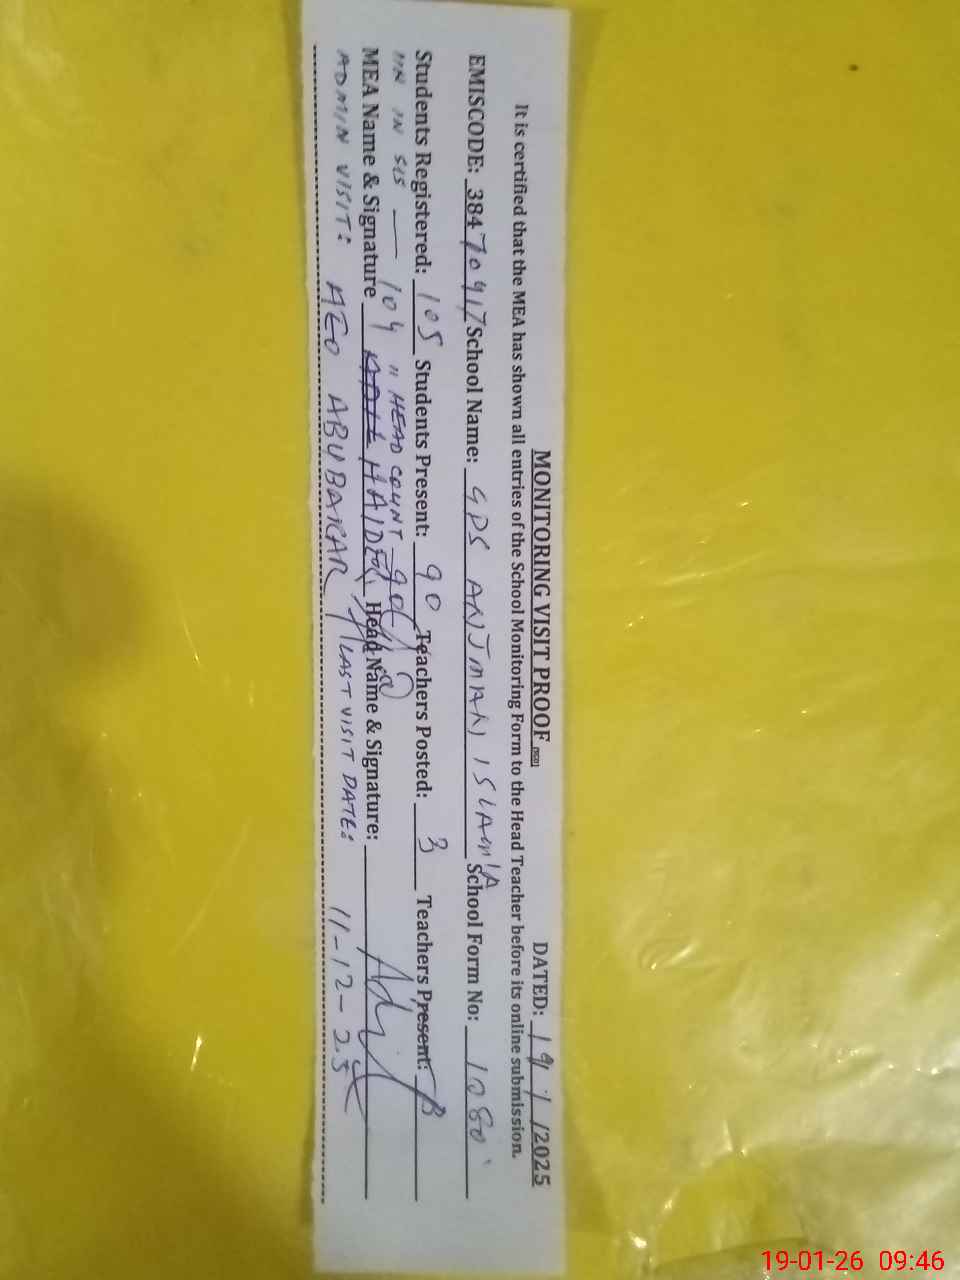 MONITORING VISIT PROOF DATED: 19/1/2025
It is certified that the MEA has shown all entries of the School Monitoring Form to the Head Teacher before its online submission.
EMISCODE: 38470417 School Name: GPS ANJMAN ISLAMIA School Form No: 1080
Students Registered: 105 Students Present: 90 Teachers Posted: 3 Teachers Present:
IN SIS — 104 " HEAD COUNT 90
MEA Name & Signature HAIDER Head Name & Signature:
ADMIN VISIT: AEO ABUBAKAR LAST VISIT DATE: 11-12-25
19-01-26 09:46